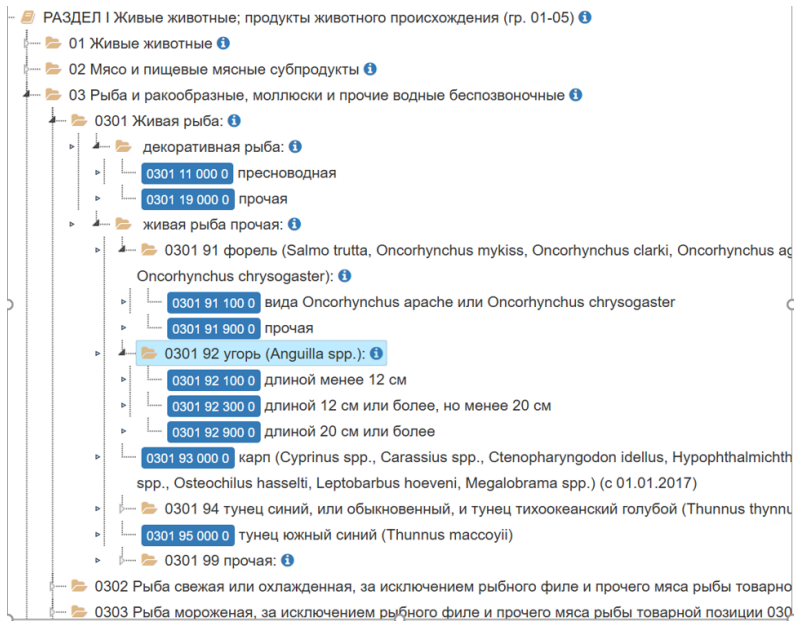 РАЗДЕЛ I Живые животные; продукты животного происхождения (гр. 01-05)
01 Живые животные
02 Мясо и пищевые мясные субпродукты
03 Рыба и ракообразные, моллюски и прочие водные беспозвоночные
0301 Живая рыба:
декоративная рыба:
0301 11 000 0 пресноводная
0301 19 000 0 прочая
живая рыба прочая:
0301 91 форель (Salmo trutta, Oncorhynchus mykiss, Oncorhynchus clarki, Oncorhynchus ag
Oncorhynchus chrysogaster):
0301 91 100 0 вида Oncorhynchus apache или Oncorhynchus chrysogaster
0301 91 900 0 прочая
0301 92 угорь (Anguilla spp.):
0301 92 100 0 длиной менее 12 см
0301 92 300 0 длиной 12 см или более, но менее 20 см
0301 92 900 0 длиной 20 см или более
0301 93 000 0 карп (Cyprinus spp., Carassius spp., Ctenopharyngodon idellus, Hypophthalmichth
spp., Osteochilus hasselti, Leptobarbus hoeveni, Megalobrama spp.) (с 01.01.2017)
0301 94 тунец синий, или обыкновенный, и тунец тихоокеанский голубой (Thunnus thynnu
0301 95 000 0 тунец южный синий (Thunnus maccoyii)
0301 99 прочая:
0302 Рыба свежая или охлажденная, за исключением рыбного филе и прочего мяса рыбы товарно
0303 Рыба мороженая, за исключением рыбного филе и прочего мяса рыбы товарной позиции 030